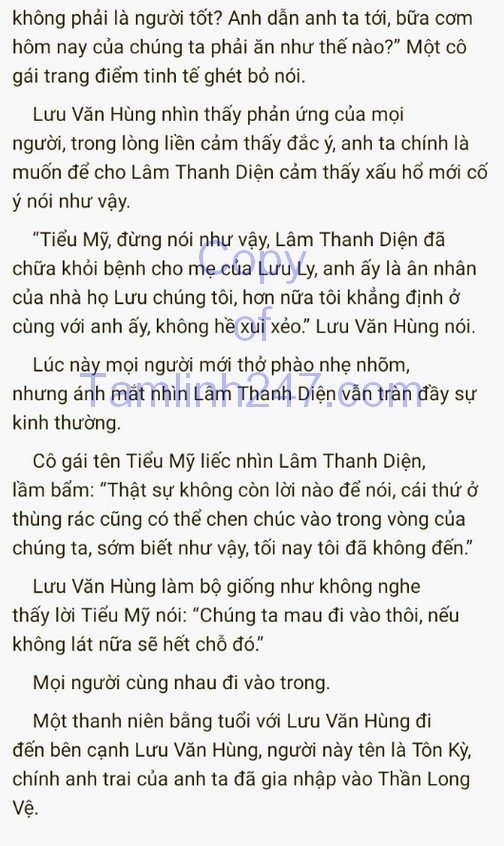 không phải là người tốt? Anh dẫn anh ta tới, bữa cơm
hôm nay của chúng ta phải ăn như thế nào?” Một cô
gái trang điểm tinh tế ghét bỏ nói.
Lưu Văn Hùng nhìn thấy phản ứng của mọi
người, trong lòng liền cảm thấy đắc ý, anh ta chính là
muốn để cho Lâm Thanh Diện cảm thấy xấu hổ mới cố
ý nói như vậy.
“Tiểu Mỹ, đừng nói như vậy, Lâm Thanh Diện đã
Copy
chữa khỏi bệnh cho mẹ của Lưu Ly, anh ấy là ân nhân
của nhà họ Lưu chúng tôi, hơn nữa tôi khẳng định ở
of
cùng với anh ấy, không hề xui xẻo.” Lưu Văn Hùng nói.
Lúc này mọi người mới thở phào nhẹ nhõm,
Tamlinh247.com
nhưng ánh mắt nhìn Lâm Thanh Diện vẫn tràn đầy sự
kinh thường.
Cô gái tên Tiểu Mỹ liếc nhìn Lâm Thanh Diện,
lầm bẩm: “Thật sự không còn lời nào để nói, cái thứ ở
thùng rác cũng có thể chen chúc vào trong vòng của
chúng ta, sớm biết như vậy, tối nay tôi đã không đến.”
Lưu Văn Hùng làm bộ giống như không nghe
thấy lời Tiểu Mỹ nói: “Chúng ta mau đi vào thôi, nếu
không lát nữa sẽ hết chỗ đó.”
Mọi người cùng nhau đi vào trong.
Một thanh niên bằng tuổi với Lưu Văn Hùng đi
đến bên cạnh Lưu Văn Hùng, người này tên là Tôn Kỳ,
chính anh trai của anh ta đã gia nhập vào Thần Long
Vệ.